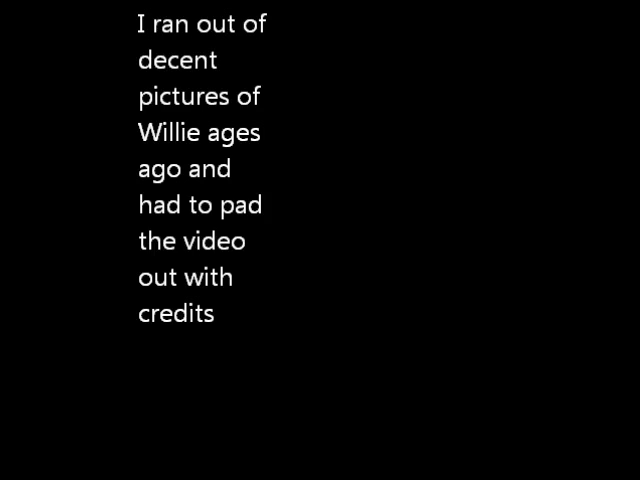 I ran out of
decent
pictures of
Willie ages
ago and
had to pad
the video
out with
credits